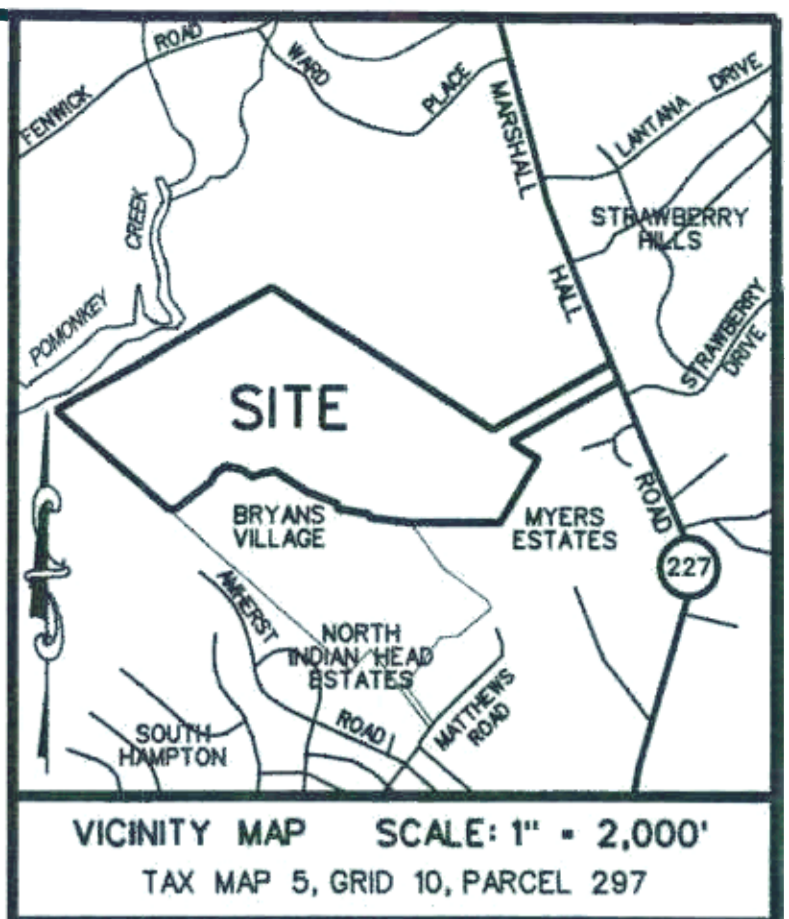 ROAD
FENWICK
WARD
PLACE
MARSHALL
LANTANA DRIVE
CREEK
STRAWBERRY
HILLS
HALL
POMONKEY
STRAWBERRY
DRIVE
SITE
ROAD
BRYANS
VILLAGE
MYERS
ESTATES
227
AMHERST
NORTH
INDIAN HEAD
ESTATES
MATTHEWS
ROAD
ROAD
SOUTH
HAMPTON
VICINITY MAP SCALE: 1" = 2,000'
TAX MAP 5, GRID 10, PARCEL 297